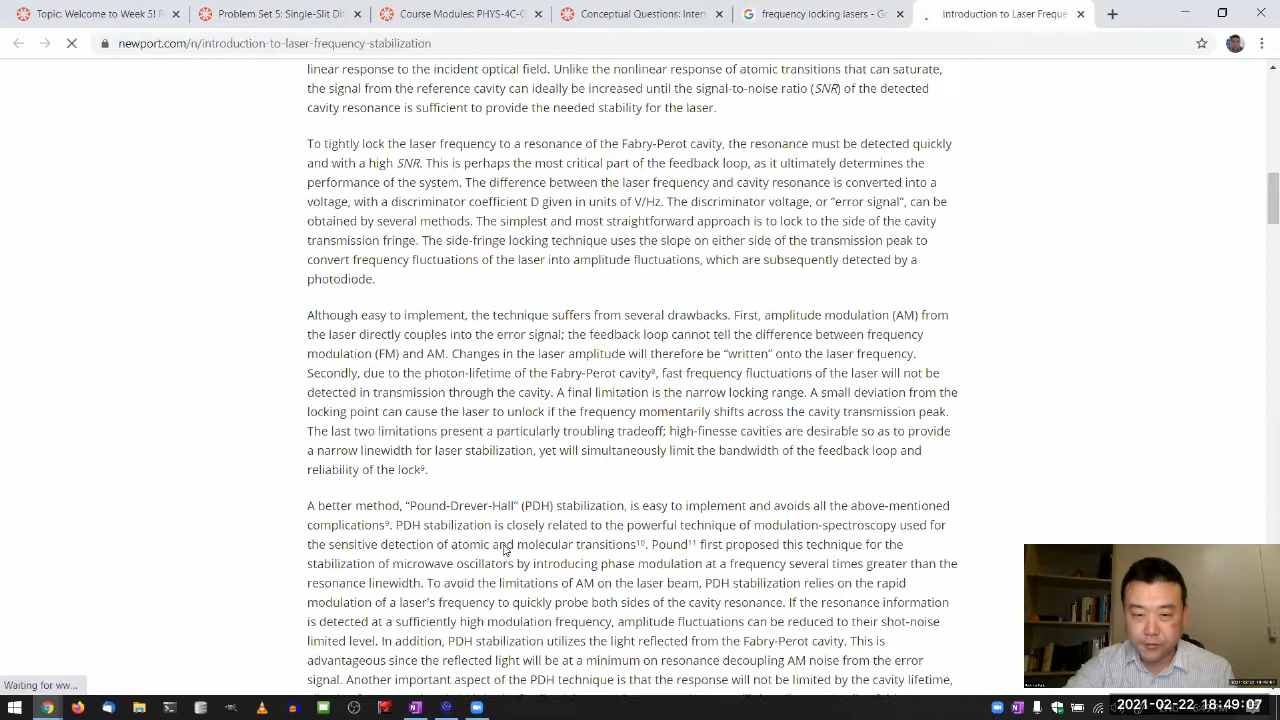 Topic: Welcome to Week 5! P
Problem Set 5: Single-Slit Di
Course Modules: PHYS-4C-
Conceptual Questions: Inter
frequency locking lasers - Go
Introduction to Laser Freque
newport.com/n/introduction-to-laser-frequency-stabilization
linear response to the incident optical field. Unlike the nonlinear response of atomic transitions that can saturate,
the signal from the reference cavity can ideally be increased until the signal-to-noise ratio (SNR) of the detected
cavity resonance is sufficient to provide the needed stability for the laser.
To tightly lock the laser frequency to a resonance of the Fabry-Perot cavity, the resonance must be detected quickly
and with a high SNR. This is perhaps the most critical part of the feedback loop, as it ultimately determines the
performance of the system. The difference between the laser frequency and cavity resonance is converted into a
voltage, with a discriminator coefficient D given in units of V/Hz. The discriminator voltage, or “error signal”, can be
obtained by several methods. The simplest and most straightforward approach is to lock to the side of the cavity
transmission fringe. The side-fringe locking technique uses the slope on either side of the transmission peak to
convert frequency fluctuations of the laser into amplitude fluctuations, which are subsequently detected by a
photodiode.
Although easy to implement, the technique suffers from several drawbacks. First, amplitude modulation (AM) from
the laser directly couples into the error signal; the feedback loop cannot tell the difference between frequency
modulation (FM) and AM. Changes in the laser amplitude will therefore be “written” onto the laser frequency.
Secondly, due to the photon-lifetime of the Fabry-Perot cavity⁸, fast frequency fluctuations of the laser will not be
detected in transmission through the cavity. A final limitation is the narrow locking range. A small deviation from the
locking point can cause the laser to unlock if the frequency momentarily shifts across the cavity transmission peak.
The last two limitations present a particularly troubling tradeoff; high-finesse cavities are desirable so as to provide
a narrow linewidth for laser stabilization, yet will simultaneously limit the bandwidth of the feedback loop and
reliability of the lock⁹.
A better method, “Pound-Drever-Hall” (PDH) stabilization, is easy to implement and avoids all the above-mentioned
complications⁹. PDH stabilization is closely related to the powerful technique of modulation-spectroscopy used for
the sensitive detection of atomic and molecular transitions¹⁰. Pound¹¹ first proposed this technique for the
stabilization of microwave oscillators by introducing phase modulation at a frequency several times greater than the
resonance linewidth. To avoid the limitations of AM on the laser beam, PDH stabilization relies on the rapid
modulation of a laser’s frequency to quickly probe both sides of the cavity resonance. If the resonance information
is detected at a sufficiently high modulation frequency, amplitude fluctuations can be reduced to their shot-noise
limited level. In addition, PDH stabilization utilizes the light reflected from the Fabry-Perot cavity. This is
advantageous since the reflected light will be at a minimum on resonance decoupling AM noise from the error
signal. Another important aspect of the PDH technique is that the response will not be limited by the cavity lifetime,
Waiting for ww...
2021-02-22 18:49:07